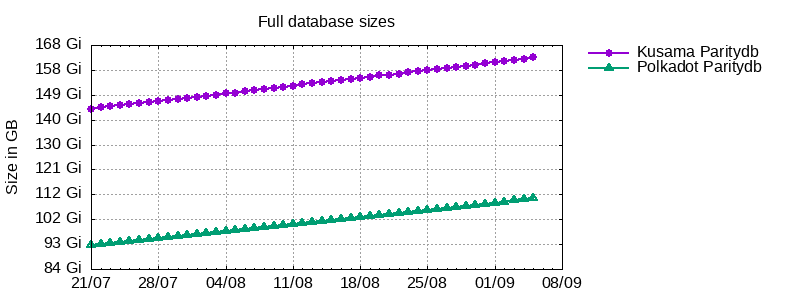 Full database sizes
Kusama Paritydb
Polkadot Paritydb
Size in GB
168 Gi
158 Gi
149 Gi
140 Gi
130 Gi
121 Gi
112 Gi
102 Gi
93 Gi
84 Gi
21/07 28/07 04/08 11/08 18/08 25/08 01/09 08/09